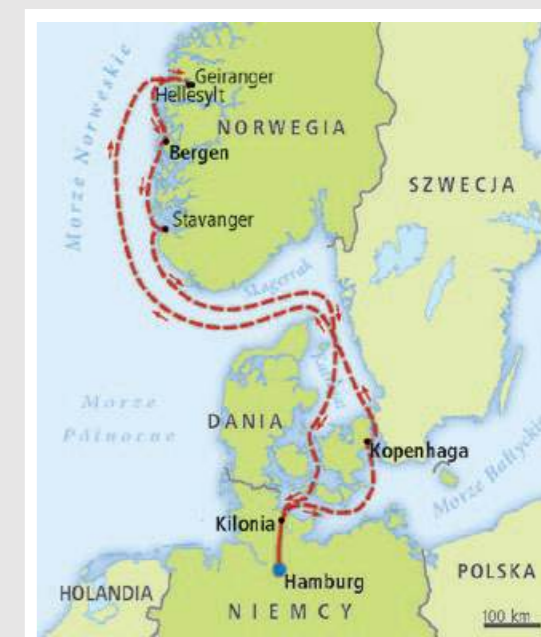 Geiranger
Hellesylt
NORWEGIA
Bergen
Morze Norweskie
SZWECJA
Stavanger
Skagerrak
Kattegat
Morze
Północne
DANIA
Kopenhaga
Morze Bałtyckie
Kilonia
Hamburg
POLSKA
HOLANDIA
NIEMCY
100 km